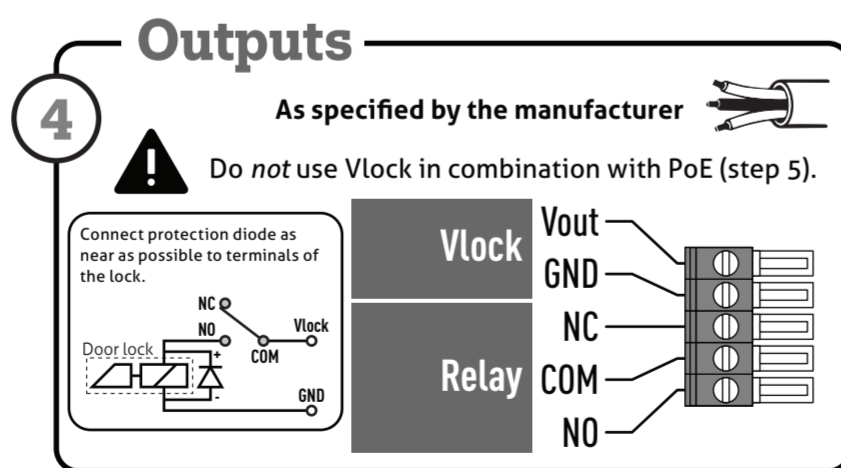 Outputs
4
As specified by the manufacturer
Do not use Vlock in combination with PoE (step 5).
Connect protection diode as
near as possible to terminals of
the lock.
NC
NO
Vlock
Door lock
+
COM
-
GND
Vlock
Vout
GND
Relay
NC
COM
NO